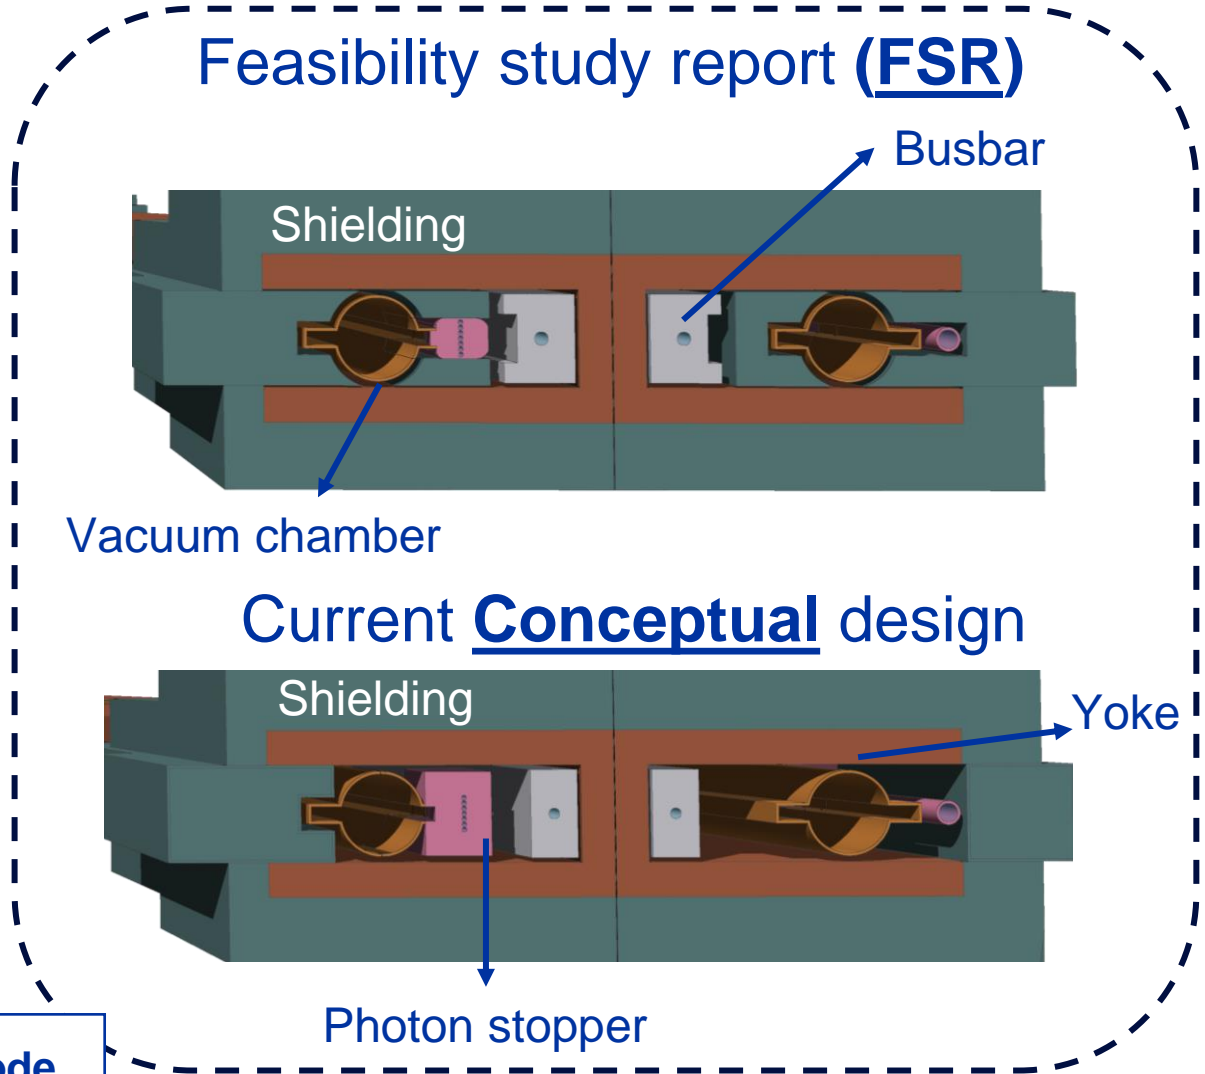 Feasibility study report (FSR)
Busbar
Shielding
Vacuum chamber
Current Conceptual design
Shielding
Yoke
Photon stopper